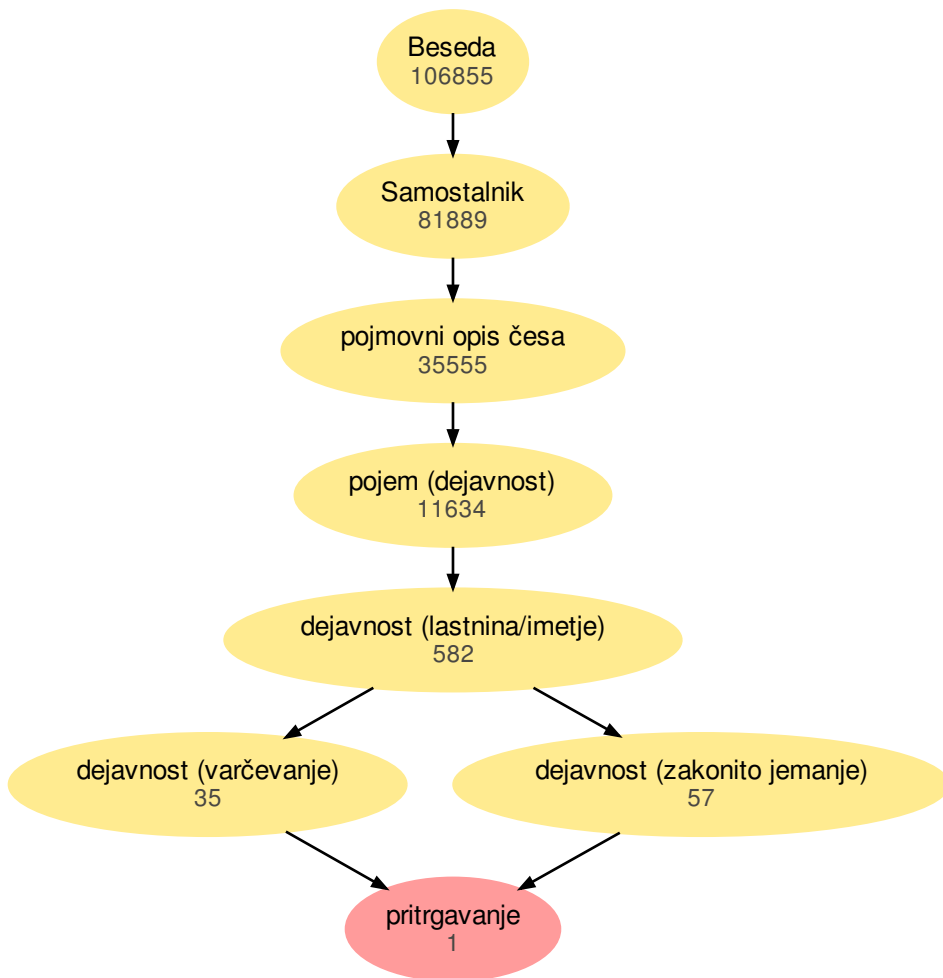 Beseda
106855
Samostalnik
81889
pojmovni opis česa
35555
pojem (dejavnost)
11634
dejavnost (lastnina/imetje)
582
dejavnost (varčevanje)
35
dejavnost (zakonito jemanje)
57
pritrgavanje
1